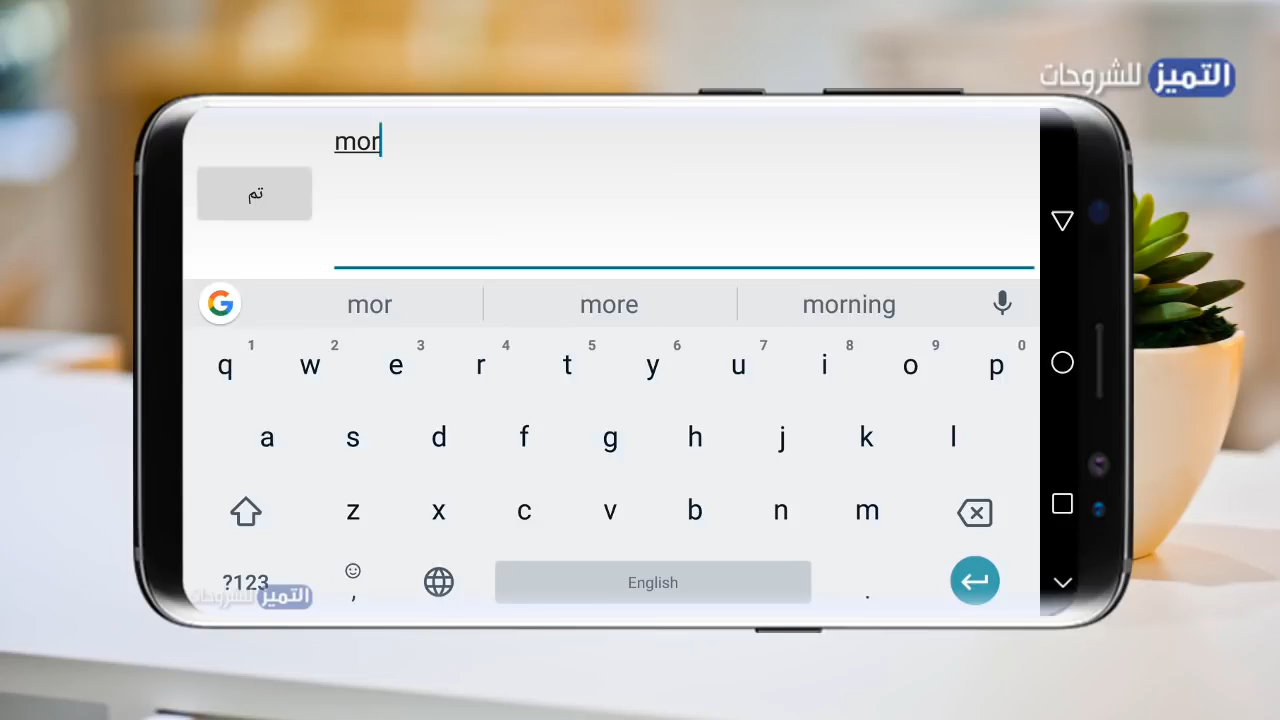 للشروحات التميز
mor
تم
mor more morning
1 2 3 4 5 6 7 8 9 0
q w e r t y u i o p
a s d f g h j k l
z x c v b n m
?123 , English .
للشروحات التميز